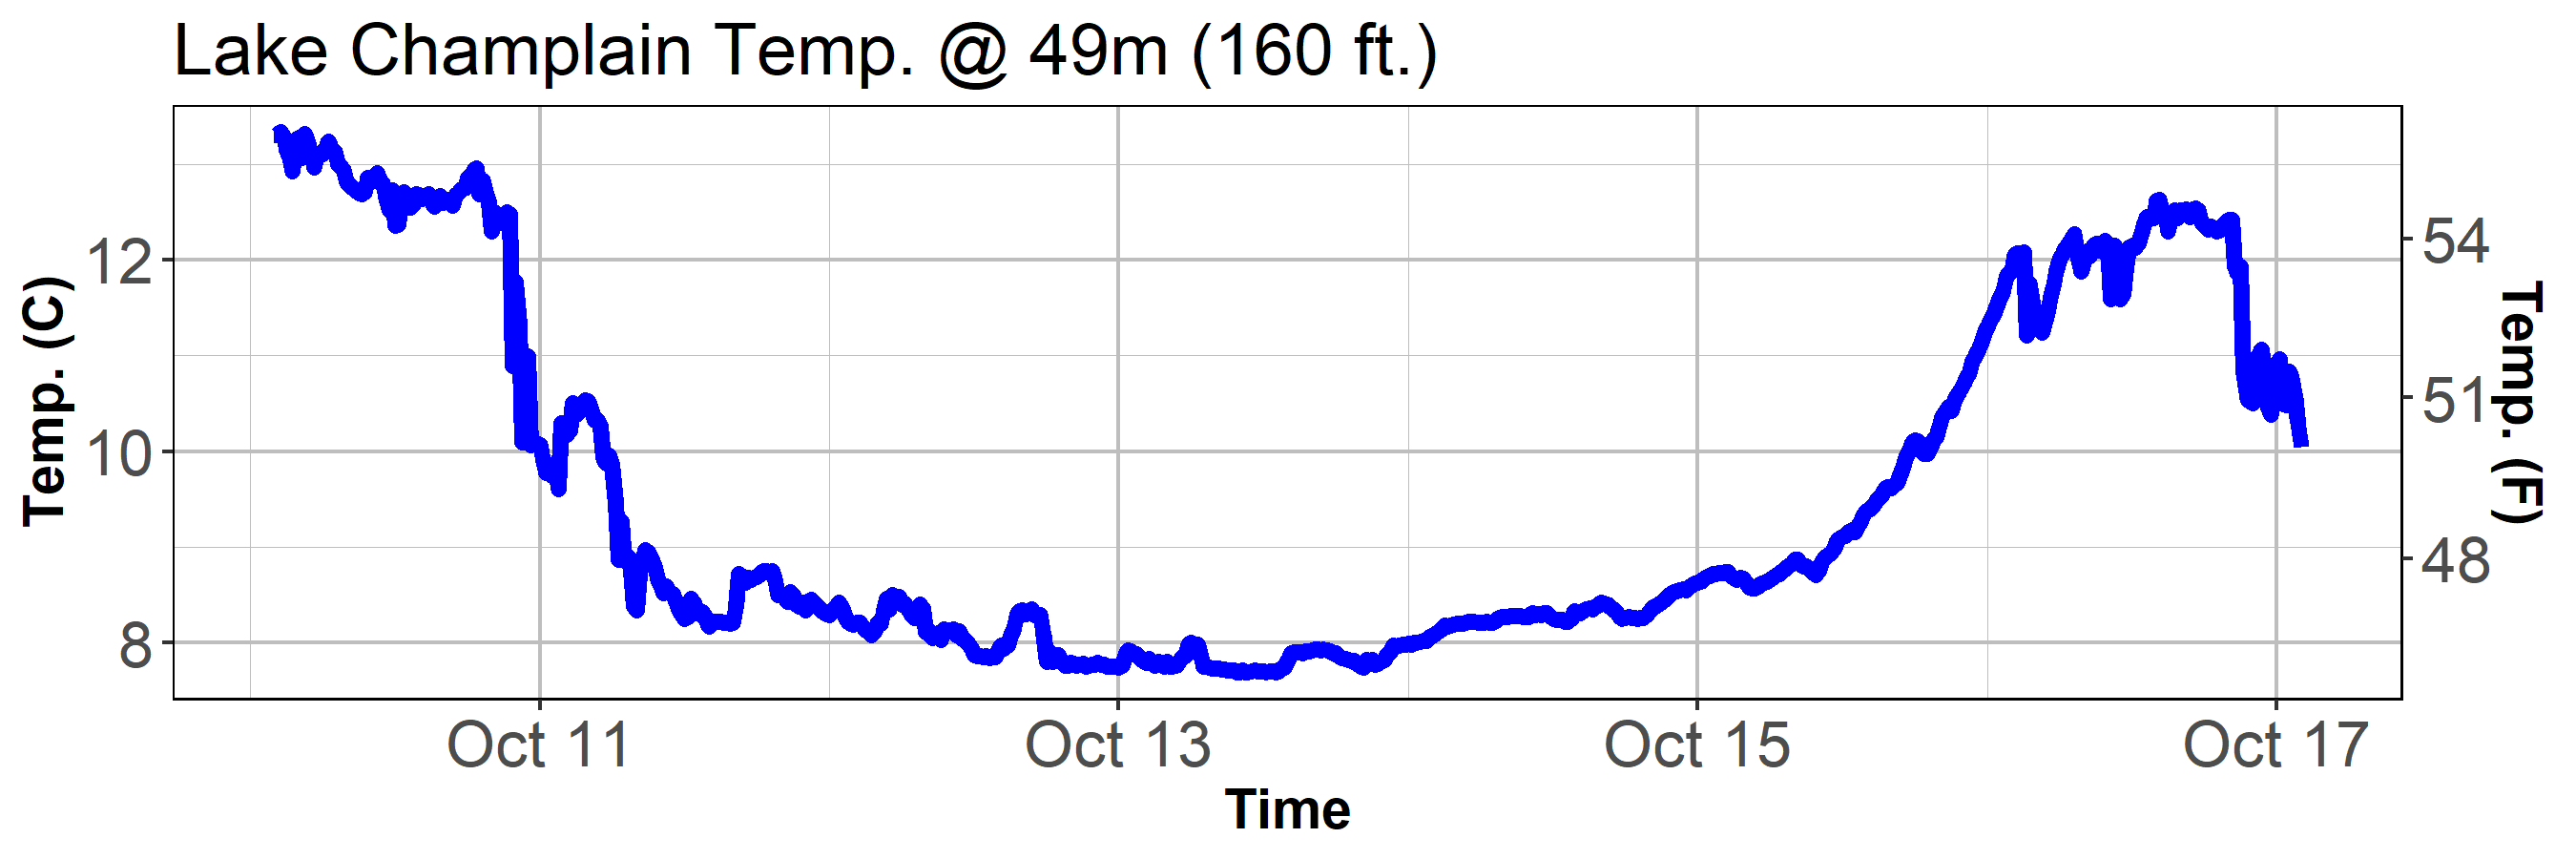 Lake Champlain Temp. @ 49m (160 ft.)
Temp. (C)
12
10
8
54
51
48
Temp. (F)
Oct 11
Oct 13
Oct 15
Oct 17
Time